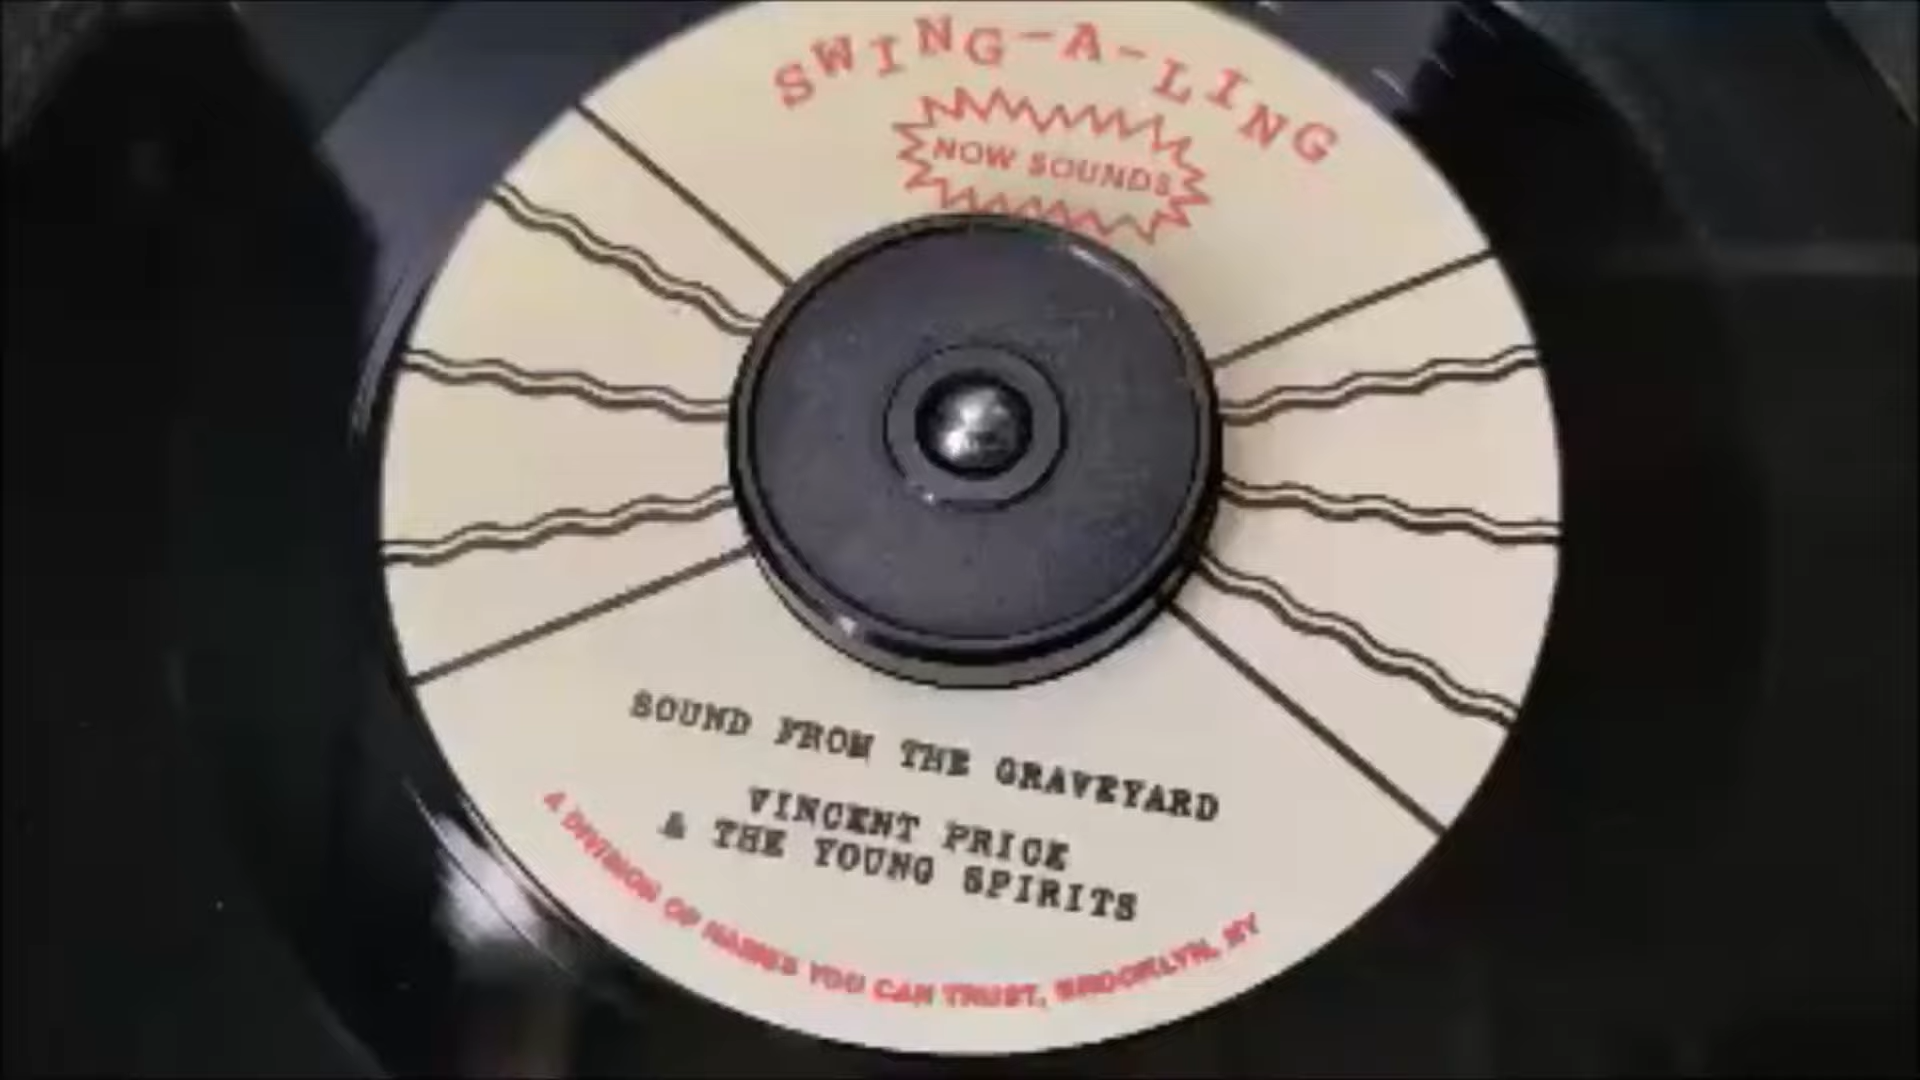 SWING-A-LING
NOW SOUNDS
SOUND FROM THE GRAVEYARD
VINCENT PRICE
& THE YOUNG SPIRITS
A DIVISION OF NAMES YOU CAN TRUST, BROOKLYN, NY